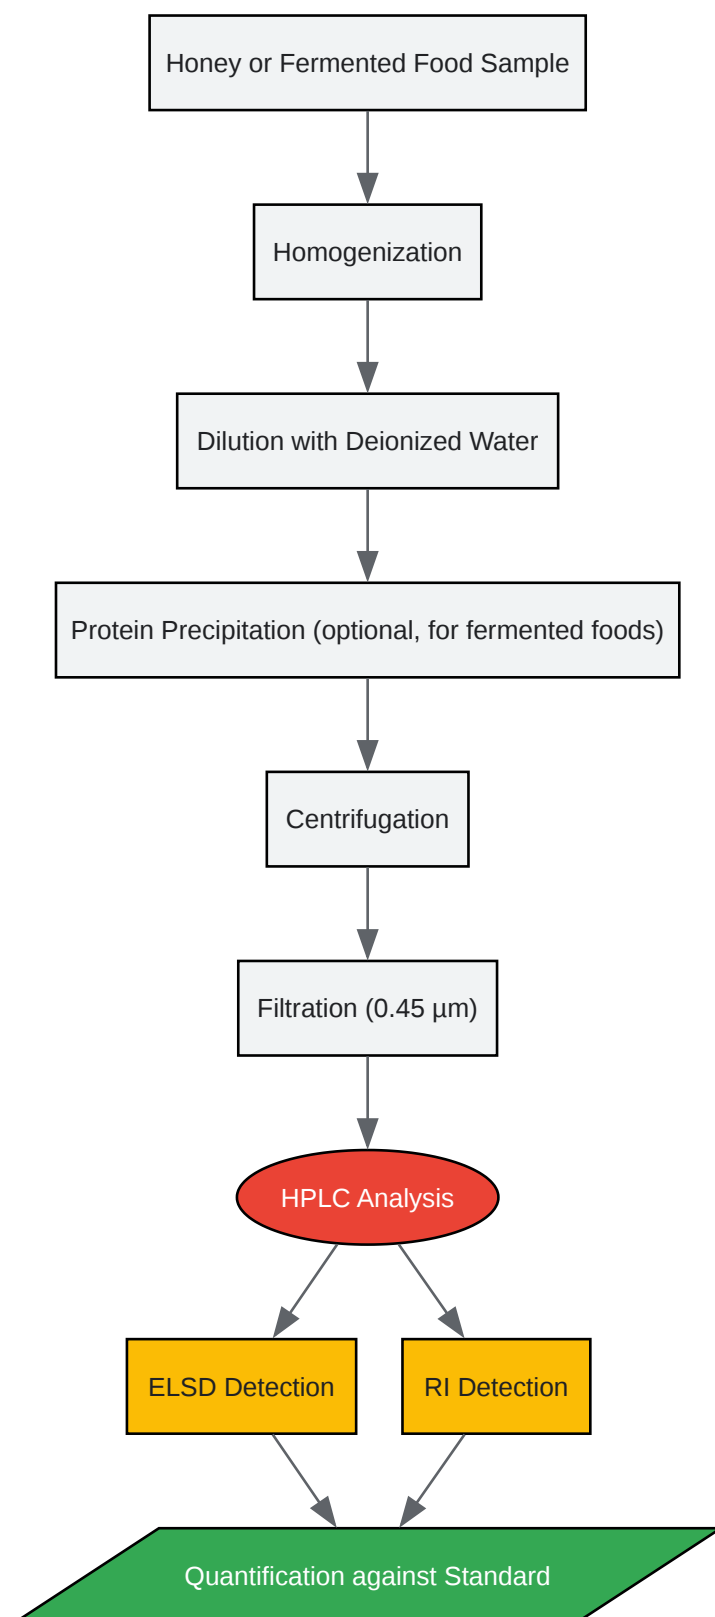 Honey or Fermented Food Sample
Homogenization
Dilution with Deionized Water
Protein Precipitation (optional, for fermented foods)
Centrifugation
Filtration (0.45 µm)
HPLC Analysis
ELSD Detection
RI Detection
Quantification against Standard